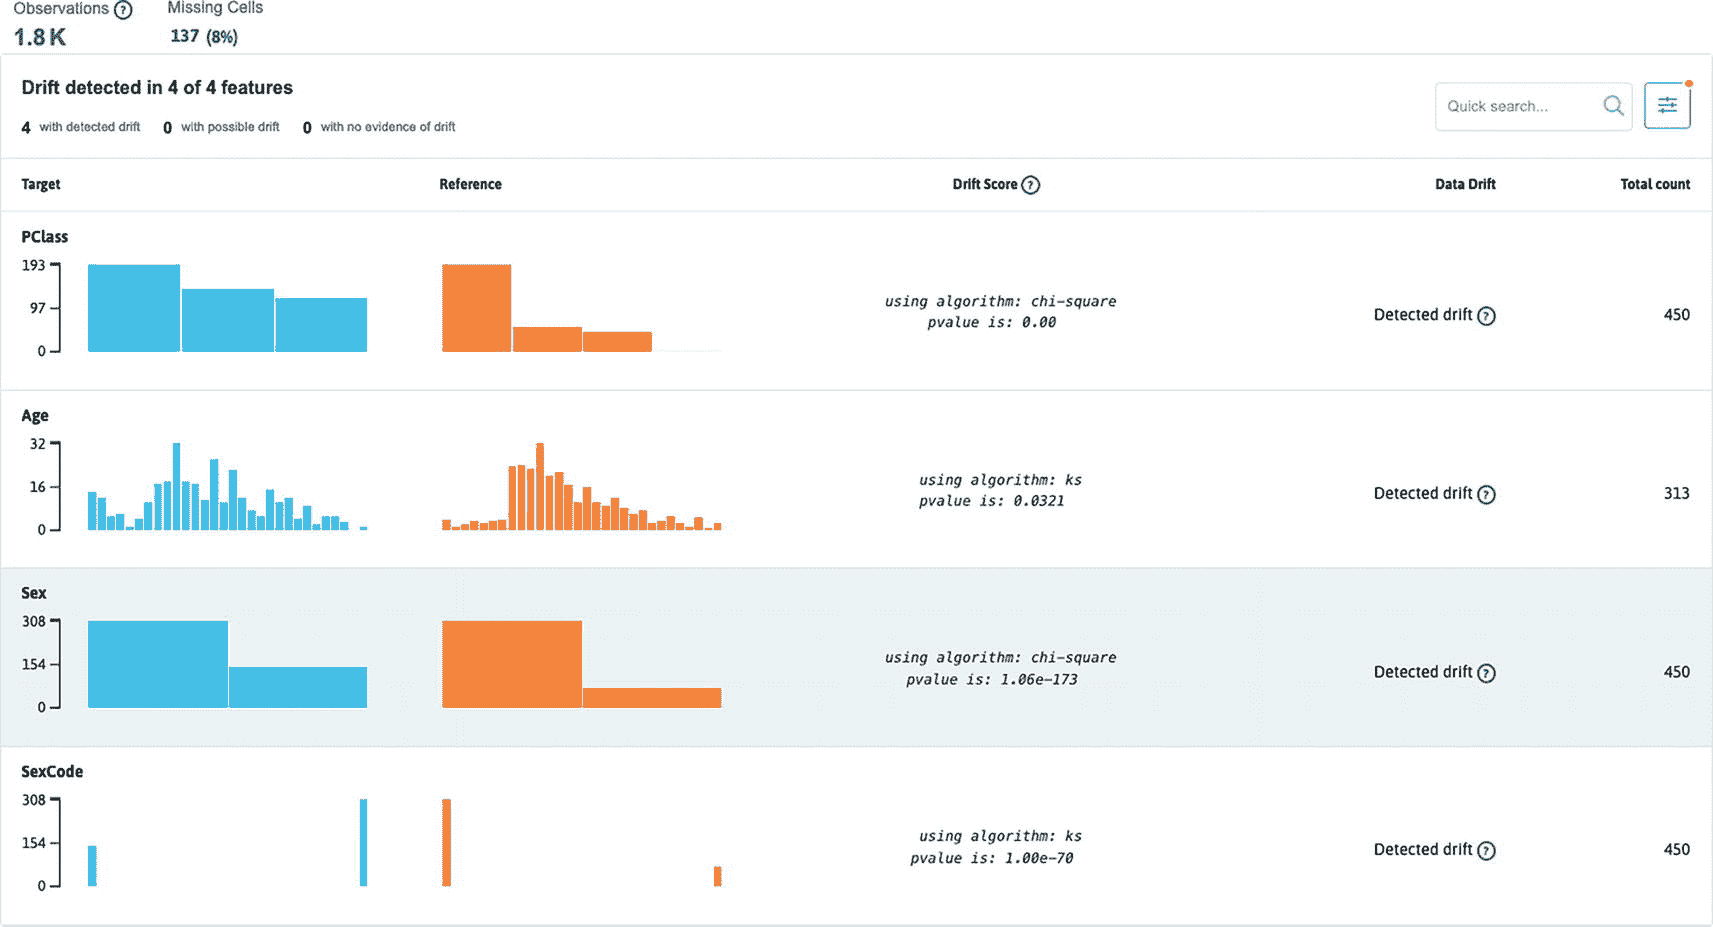 Observations ? Missing Cells
1.8 K 137 (8%)
Drift detected in 4 of 4 features
Quick search...
4 with detected drift 0 with possible drift 0 with no evidence of drift
Target Reference Drift Score ? Data Drift Total count
PClass
193
97
0
using algorithm: chi-square
pvalue is: 0.00
Detected drift ? 450
Age
32
16
0
using algorithm: ks
pvalue is: 0.0321
Detected drift ? 313
Sex
308
154
0
using algorithm: chi-square
pvalue is: 1.06e-173
Detected drift ? 450
SexCode
308
154
0
using algorithm: ks
pvalue is: 1.00e-70
Detected drift ? 450